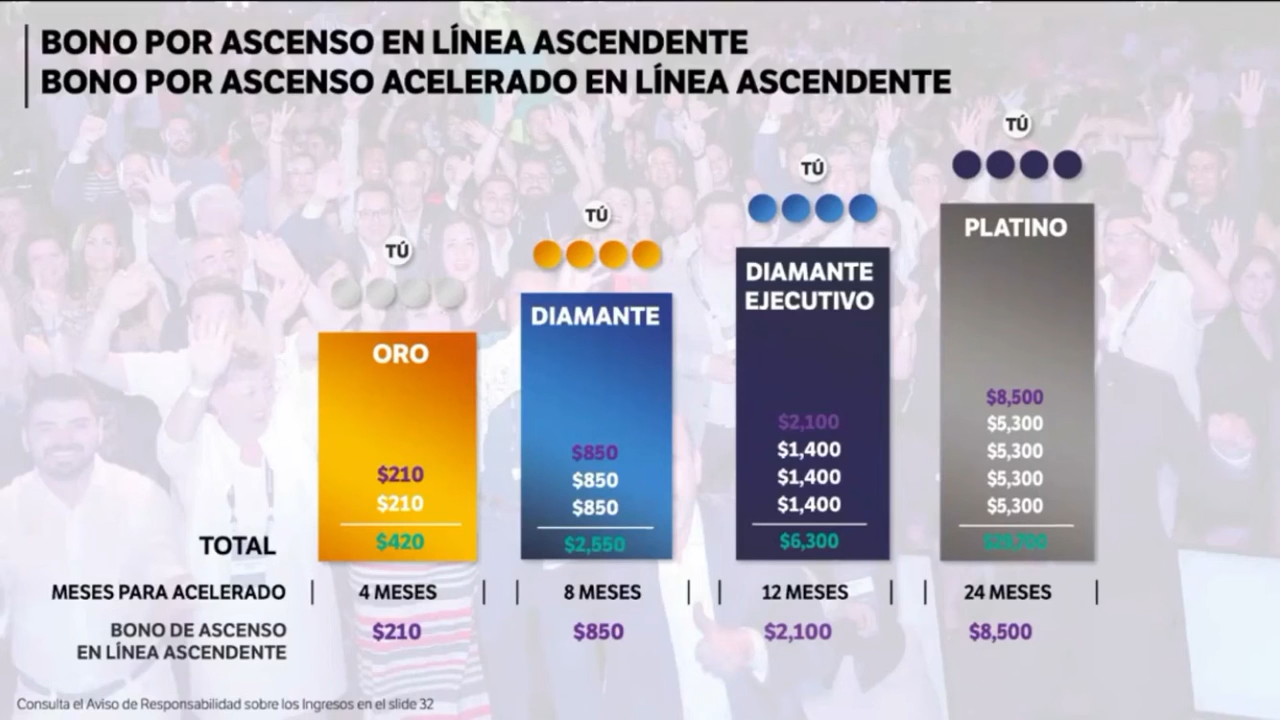 BONO POR ASCENSO EN LÍNEA ASCENDENTE
BONO POR ASCENSO ACELERADO EN LÍNEA ASCENDENTE
TÚ
ORO
$210
$210
$420
TÚ
DIAMANTE
$850
$850
$850
$2,550
TÚ
DIAMANTE
EJECUTIVO
$2,100
$1,400
$1,400
$1,400
$6,300
TÚ
PLATINO
$8,500
$5,300
$5,300
$5,300
$5,300
TOTAL
MESES PARA ACELERADO | 4 MESES | | 8 MESES | | 12 MESES | | 24 MESES |
BONO DE ASCENSO
EN LÍNEA ASCENDENTE
$210 $850 $2,100 $8,500
Consulta el Aviso de Responsabilidad sobre los Ingresos en el slide 32